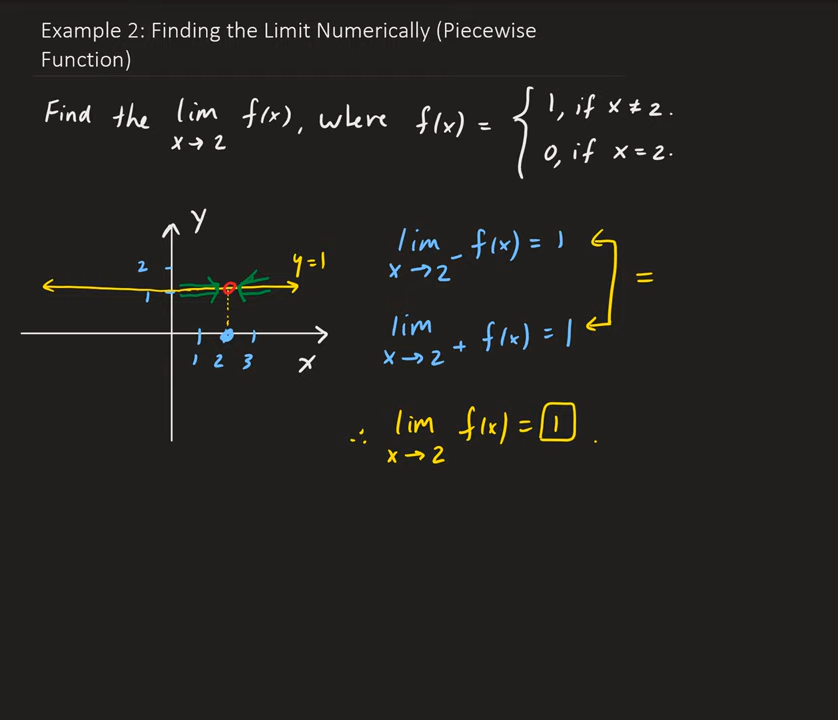 Example 2: Finding the Limit Numerically (Piecewise
Function)
Find the lim x→2 f(x), where f(x) = { 1, if x ≠ 2.
0, if x = 2.
y
2
1
y=1
1 2 3
x
lim x→2⁻ f(x) = 1
=
lim x→2⁺ f(x) = 1
∴ lim x→2 f(x) = 1.